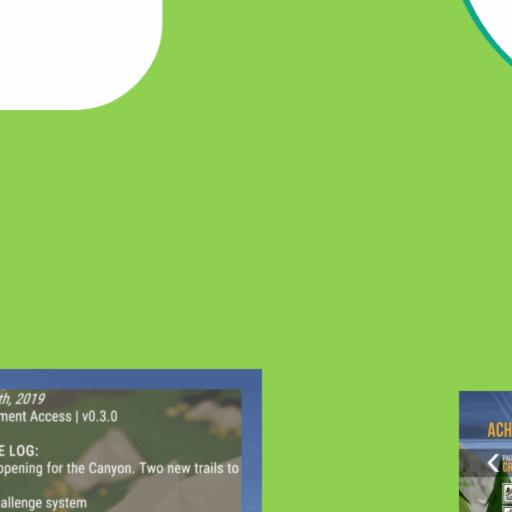 th, 2019
ment Access | v0.3.0
E LOG:
opening for the Canyon. Two new trails to
allenge system
ACH